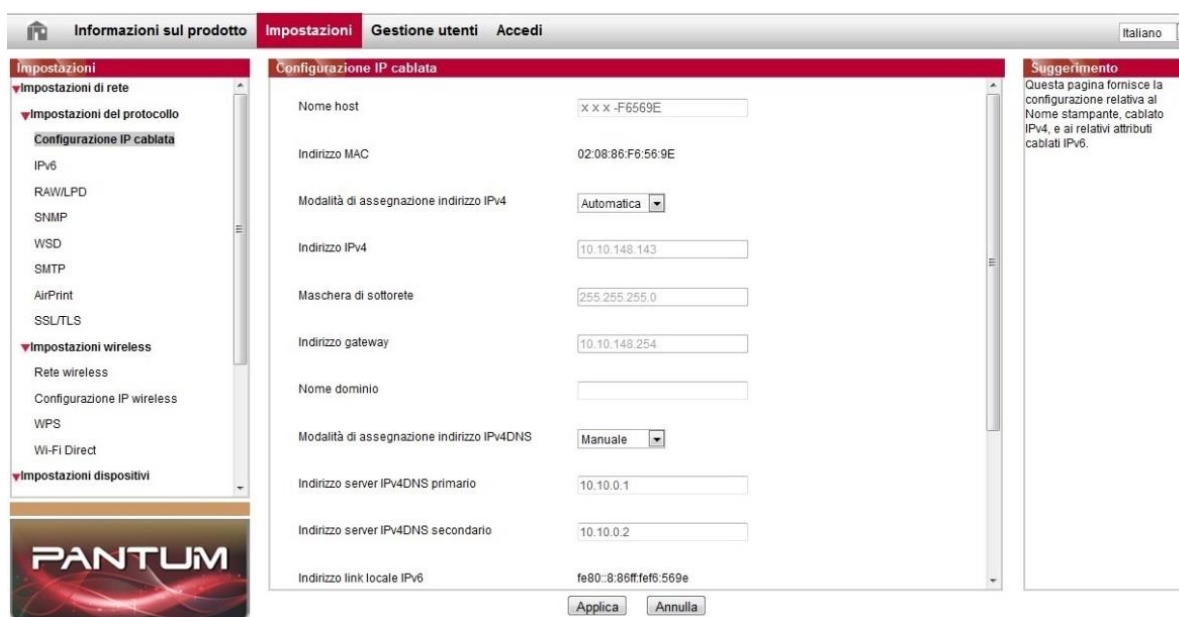 Informazioni sul prodotto
Impostazioni
Gestione utenti
Accedi
Italiano
Impostazioni
Impostazioni di rete
Impostazioni del protocollo
Configurazione IP cablata
IPv6
RAW/LPD
SNMP
WSD
SMTP
AirPrint
SSL/TLS
Impostazioni wireless
Rete wireless
Configurazione IP wireless
WPS
Wi-Fi Direct
Impostazioni dispositivi
PANTUM
Configurazione IP cablata
Nome host x x x -F6569E
Indirizzo MAC 02:08:86:F6:56:9E
Modalità di assegnazione indirizzo IPv4 Automatica
Indirizzo IPv4 10.10.148.143
Maschera di sottorete 255.255.255.0
Indirizzo gateway 10.10.148.254
Nome dominio
Modalità di assegnazione indirizzo IPv4DNS Manuale
Indirizzo server IPv4DNS primario 10.10.0.1
Indirizzo server IPv4DNS secondario 10.10.0.2
Indirizzo link locale IPv6 fe80::8:86ff:fef6:569e
Applica
Annulla
Suggerimento
Questa pagina fornisce la
configurazione relativa al
Nome stampante, cablato
IPv4, e ai relativi attributi
cablati IPv6.